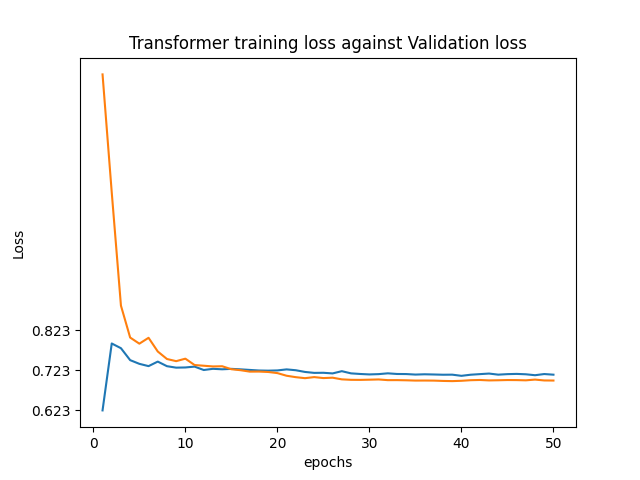 Transformer training loss against Validation loss
Loss
0.823
0.723
0.623
0 10 20 30 40 50
epochs